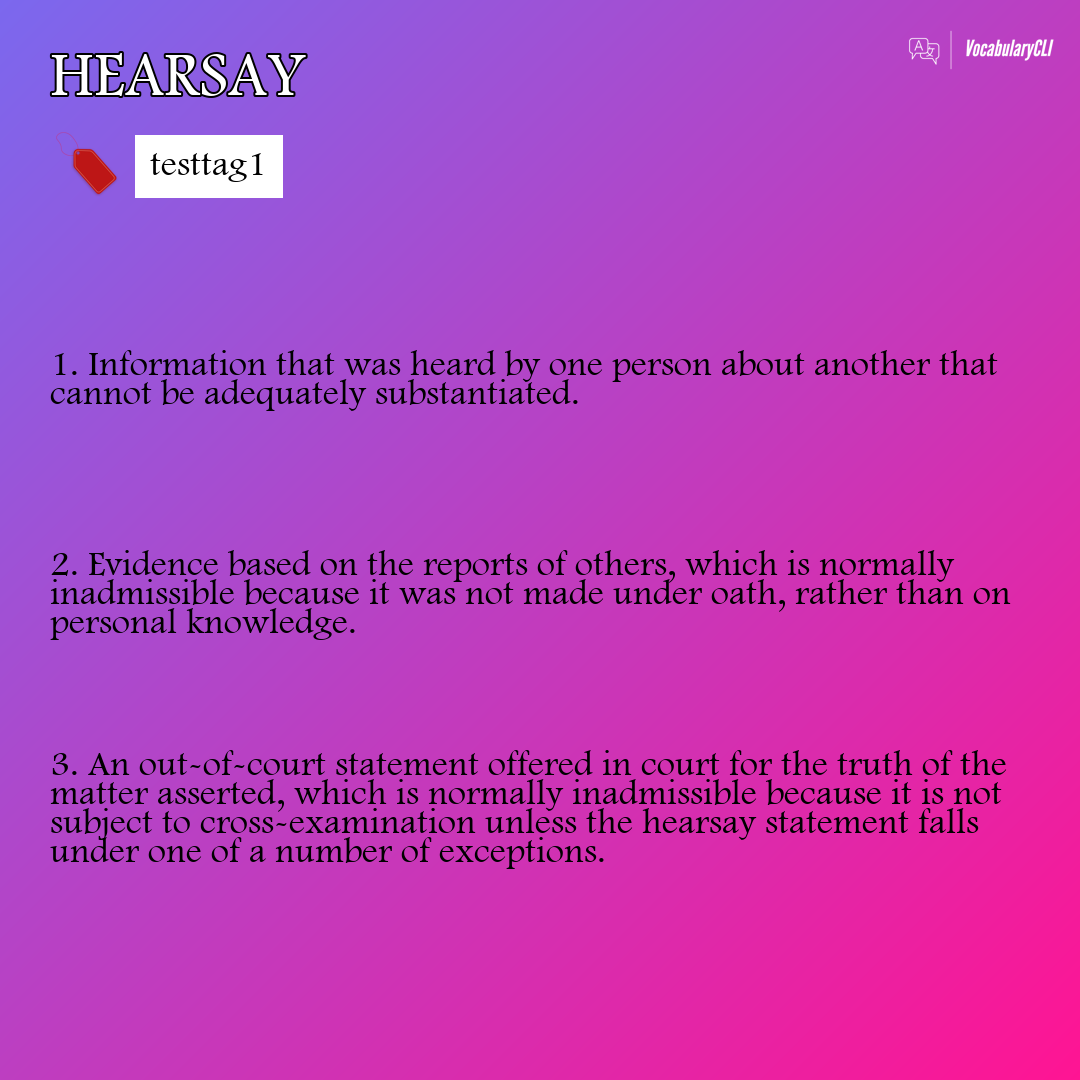 HEARSAY
VocabularyCLI
testtag1
1. Information that was heard by one person about another that
cannot be adequately substantiated.
2. Evidence based on the reports of others, which is normally
inadmissible because it was not made under oath, rather than on
personal knowledge.
3. An out-of-court statement offered in court for the truth of the
matter asserted, which is normally inadmissible because it is not
subject to cross-examination unless the hearsay statement falls
under one of a number of exceptions.